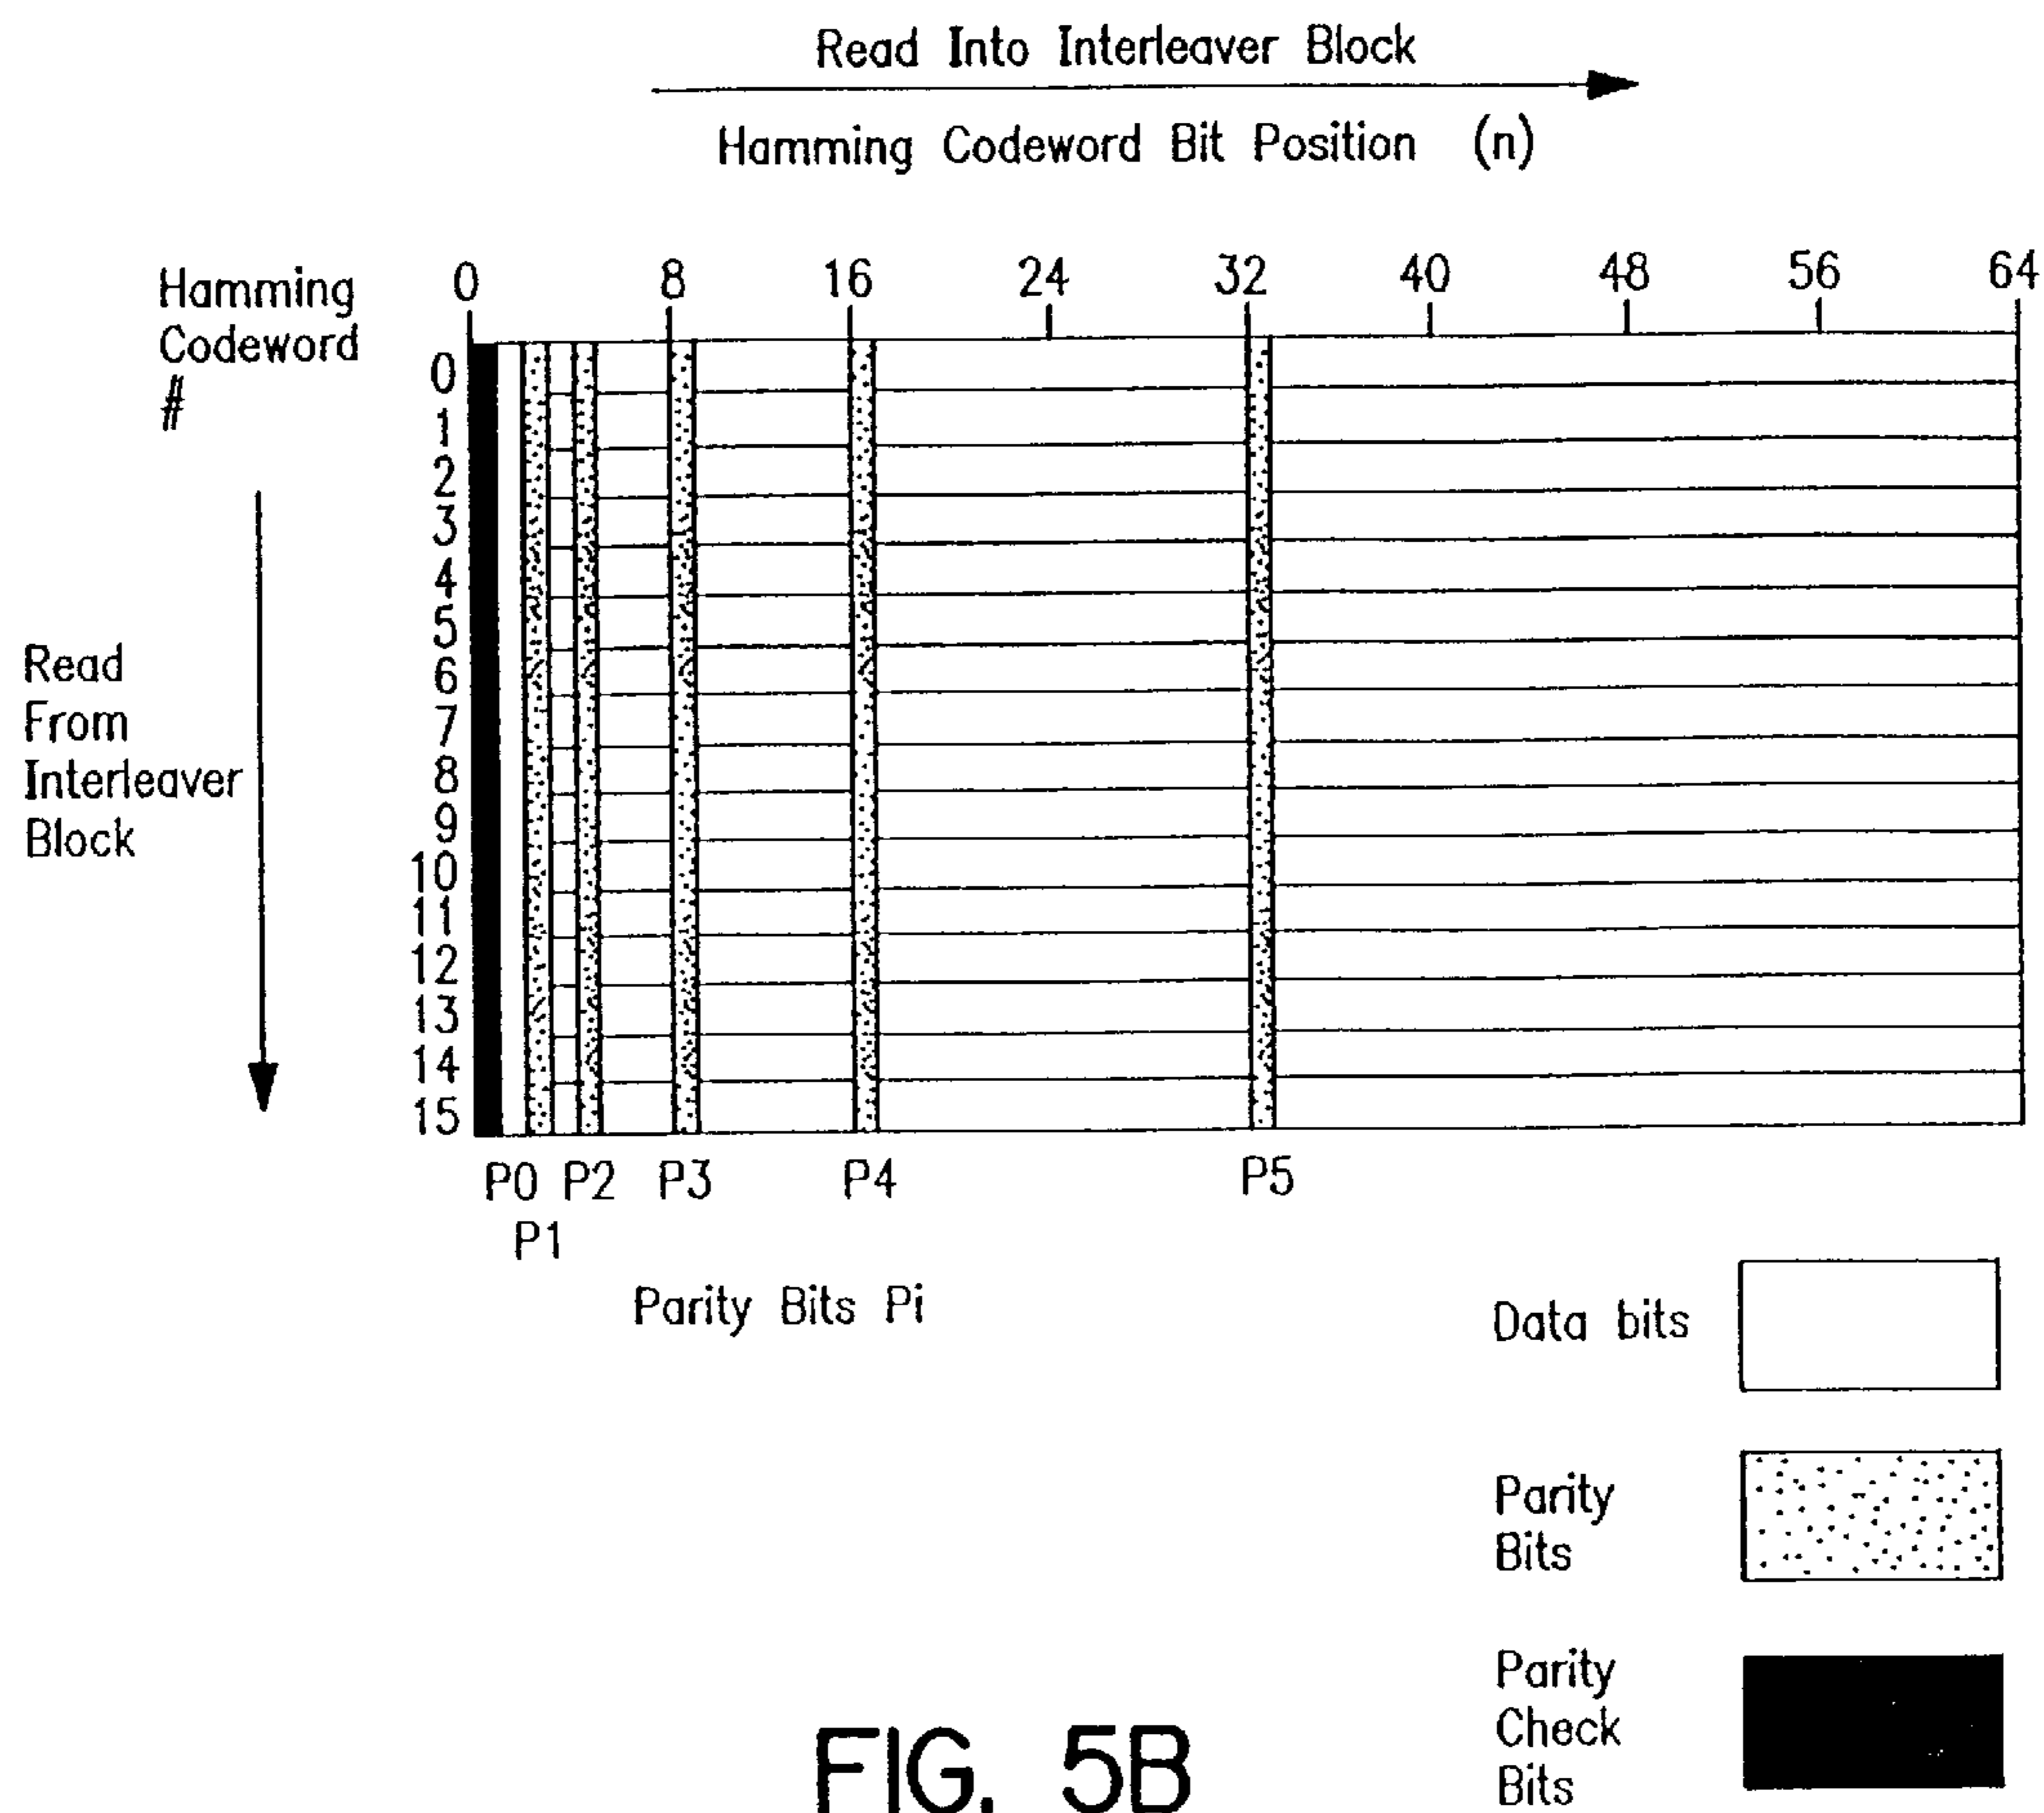 Read Into Interleaver Block
Hamming Codeword Bit Position (n)
0 8 16 24 32 40 48 56 64
Hamming
Codeword
#
0
1
2
3
4
5
6
7
8
9
10
11
12
13
14
15
Read
From
Interleaver
Block
P0 P2 P3 P4 P5
P1
Parity Bits Pi
Data bits
Parity
Bits
Parity
Check
Bits
FIG. 5B